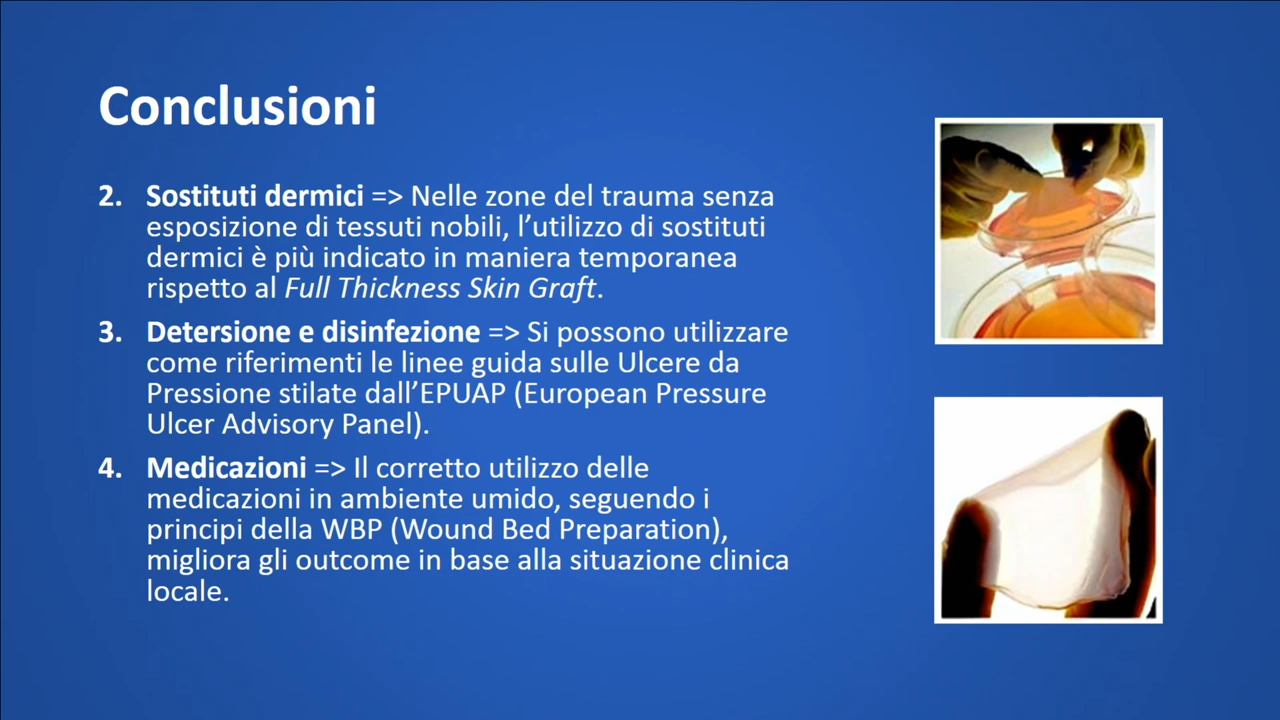 Conclusioni
2. Sostituti dermici => Nelle zone del trauma senza
esposizione di tessuti nobili, l’utilizzo di sostituti
dermici è più indicato in maniera temporanea
rispetto al Full Thickness Skin Graft.
3. Detersione e disinfezione => Si possono utilizzare
come riferimenti le linee guida sulle Ulcere da
Pressione stilate dall’EPUAP (European Pressure
Ulcer Advisory Panel).
4. Medicazioni => Il corretto utilizzo delle
medicazioni in ambiente umido, seguendo i
principi della WBP (Wound Bed Preparation),
migliora gli outcome in base alla situazione clinica
locale.